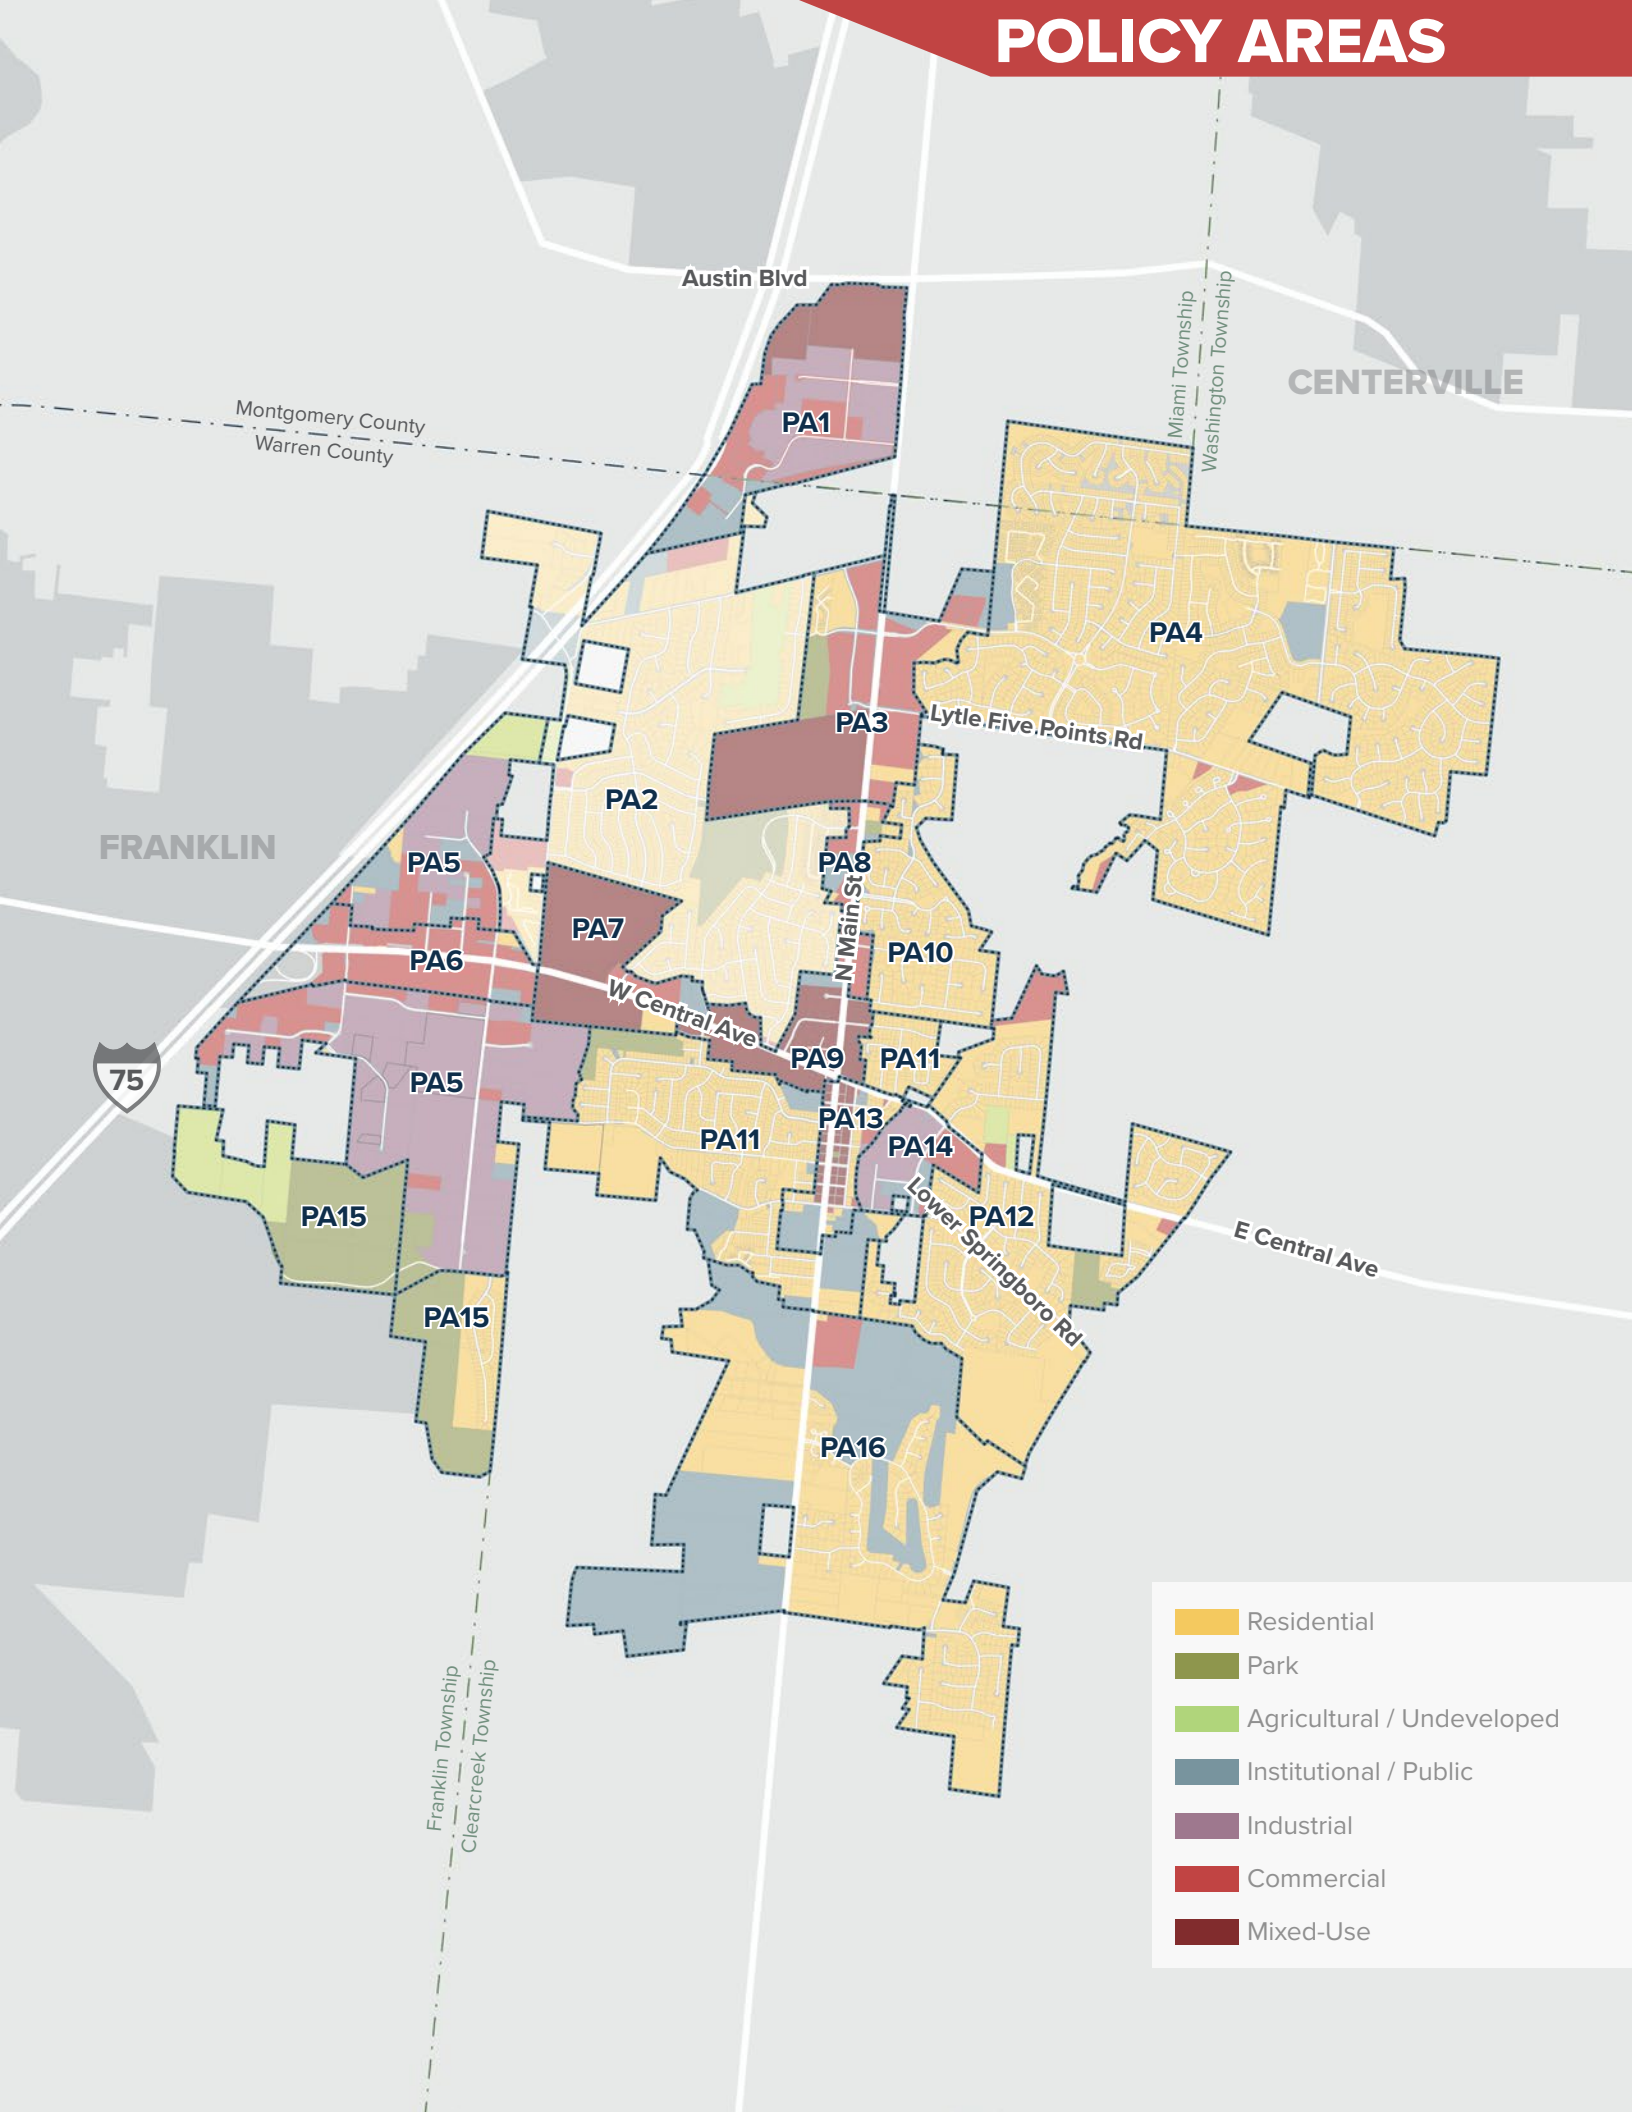 POLICY AREAS
Austin Blvd
Miami Township
Washington Township
CENTERVILLE
Montgomery County
Warren County
PA1
PA4
Lytle Five Points Rd
PA3
PA2
FRANKLIN
PA5
PA8
N Main St
PA7
PA10
PA6
W Central Ave
PA9
PA11
75
PA5
PA13
PA11
PA14
Lower Springboro Rd
PA15
PA12
E Central Ave
PA15
PA16
Franklin Township
Clearcreek Township
Residential
Park
Agricultural / Undeveloped
Institutional / Public
Industrial
Commercial
Mixed-Use